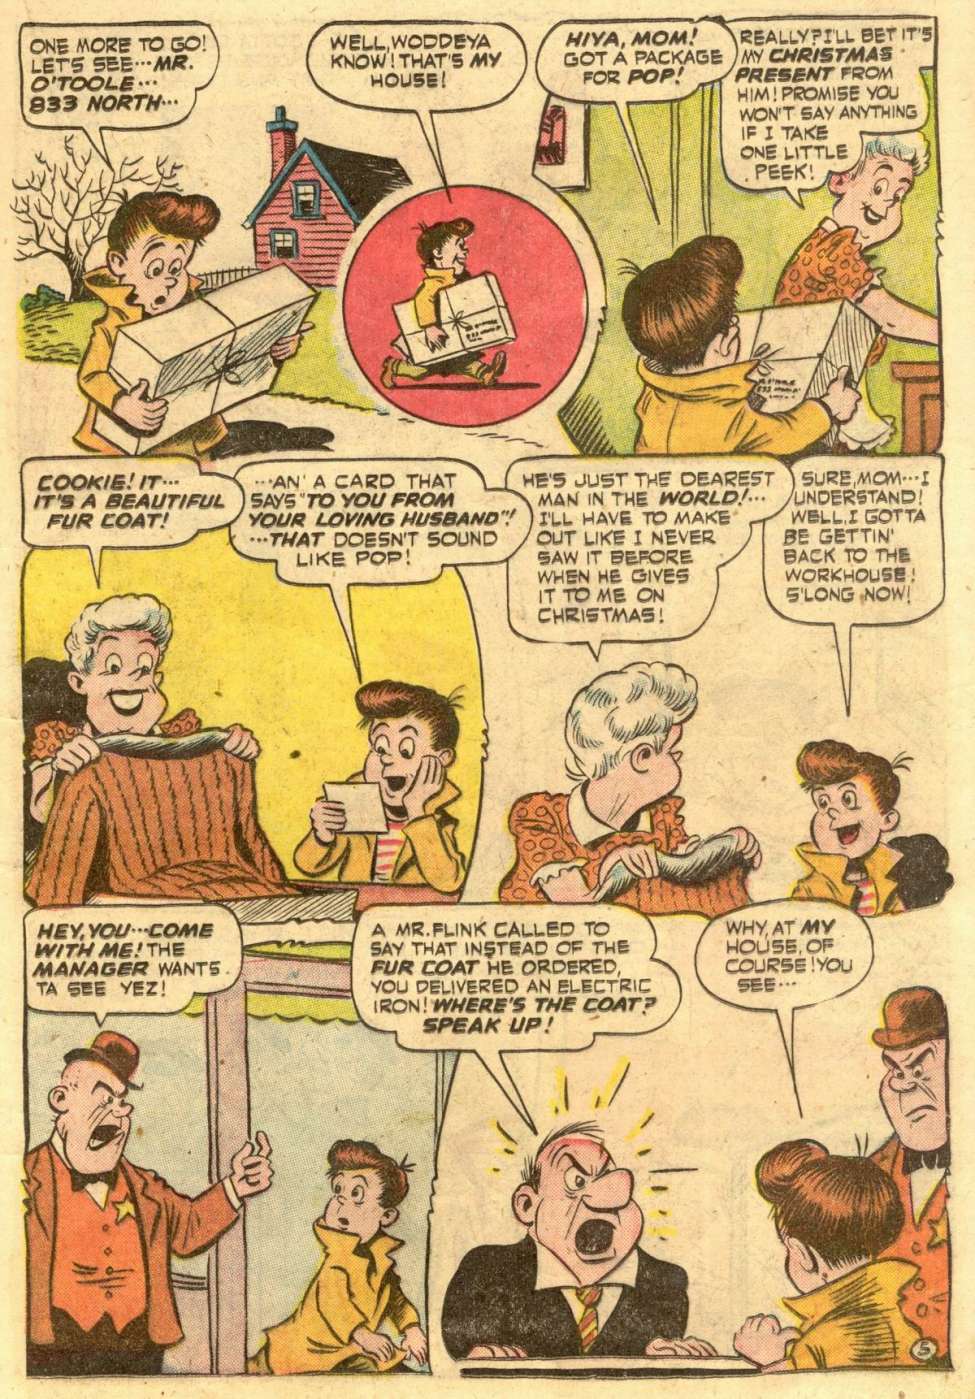 ONE MORE TO GO!
LET'S SEE...MR.
O'TOOLE...
833 NORTH...
WELL, WODDEYA
KNOW! THAT'S MY
HOUSE!
HIYA, MOM!
GOT A PACKAGE
FOR POP!
REALLY? I'LL BET IT'S
MY CHRISTMAS
PRESENT FROM
HIM! PROMISE YOU
WON'T SAY ANYTHING
IF I TAKE
ONE LITTLE
PEEK!
833 NORTH
COOKIE! IT...
IT'S A BEAUTIFUL
FUR COAT!
...AN' A CARD THAT
SAYS "TO YOU FROM
YOUR LOVING HUSBAND"!
...THAT DOESN'T SOUND
LIKE POP!
HE'S JUST THE DEAREST
MAN IN THE WORLD!...
I'LL HAVE TO MAKE
OUT LIKE I NEVER
SAW IT BEFORE
WHEN HE GIVES
IT TO ME ON
CHRISTMAS!
SURE, MOM...I
UNDERSTAND!
WELL, I GOTTA
BE GETTIN'
BACK TO THE
WORKHOUSE!
S'LONG NOW!
HEY, YOU...COME
WITH ME! THE
MANAGER WANTS
TA SEE YEZ!
A MR. FLINK CALLED TO
SAY THAT INSTEAD OF THE
FUR COAT HE ORDERED,
YOU DELIVERED AN ELECTRIC
IRON! WHERE'S THE COAT?
SPEAK UP!
WHY, AT MY
HOUSE, OF
COURSE! YOU
SEE...
5